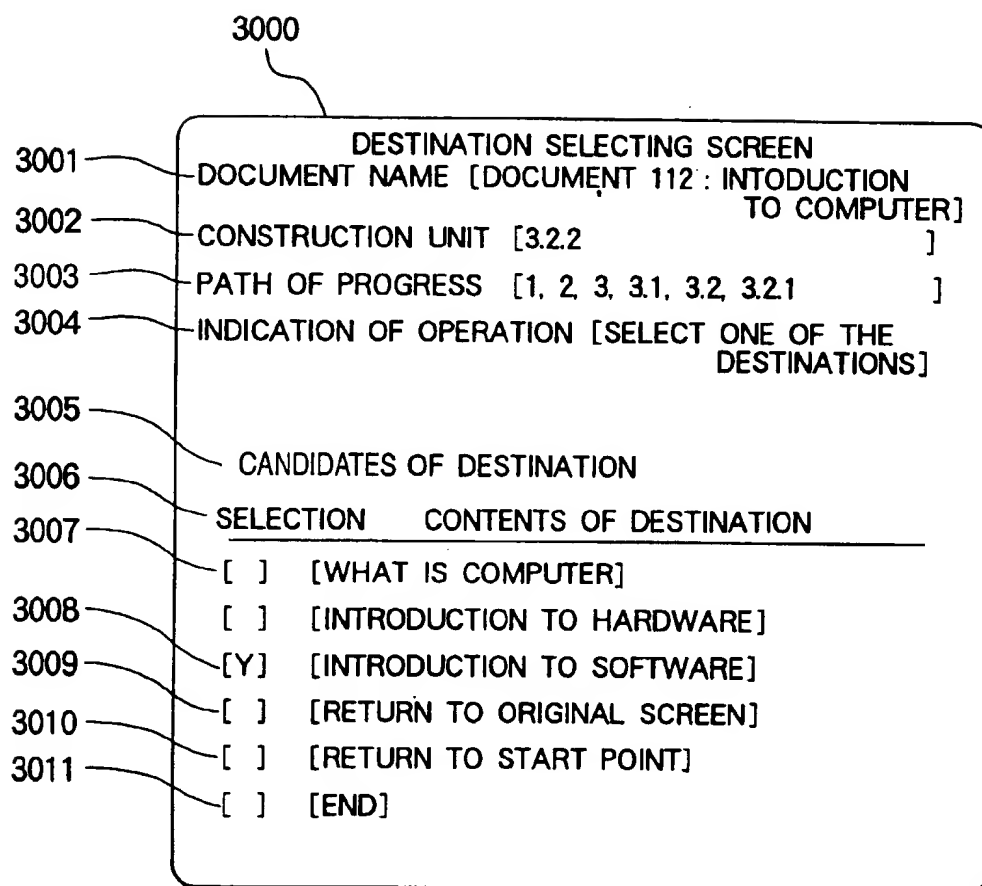 3000
DESTINATION SELECTING SCREEN
3001 DOCUMENT NAME [DOCUMENT 112 : INTODUCTION
TO COMPUTER]
3002 CONSTRUCTION UNIT [3.2.2 ]
3003 PATH OF PROGRESS [1, 2, 3, 3.1, 3.2, 3.2.1 ]
3004 INDICATION OF OPERATION [SELECT ONE OF THE
DESTINATIONS]
3005 CANDIDATES OF DESTINATION
3006 SELECTION CONTENTS OF DESTINATION
3007 [ ] [WHAT IS COMPUTER]
[ ] [INTRODUCTION TO HARDWARE]
3008 [Y] [INTRODUCTION TO SOFTWARE]
3009 [ ] [RETURN TO ORIGINAL SCREEN]
3010 [ ] [RETURN TO START POINT]
3011 [ ] [END]